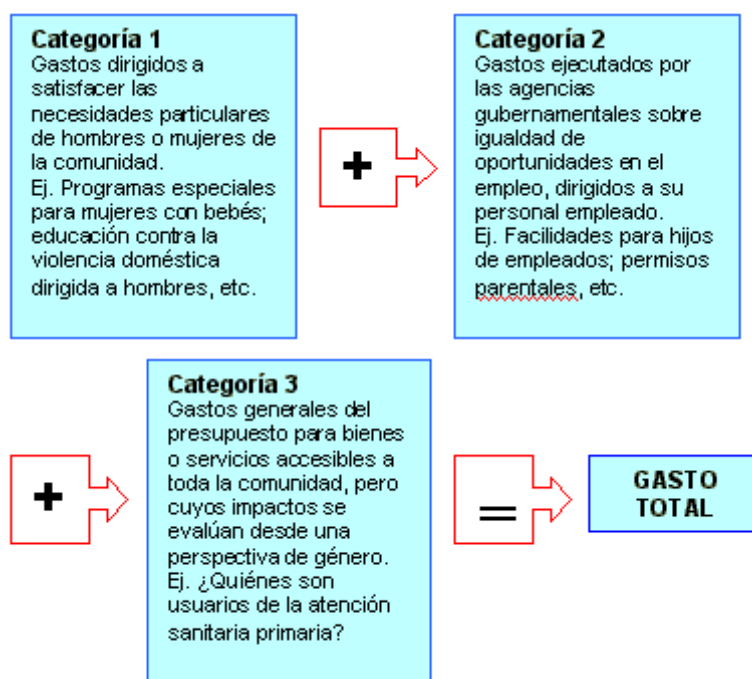 Categoría 1
Gastos dirigidos a
satisfacer las
necesidades particulares
de hombres o mujeres de
la comunidad.
Ej. Programas especiales
para mujeres con bebés;
educación contra la
violencia doméstica
dirigida a hombres, etc.
+
Categoría 2
Gastos ejecutados por
las agencias
gubernamentales sobre
igualdad de
oportunidades en el
empleo, dirigidos a su
personal empleado.
Ej. Facilidades para hijos
de empleados; permisos
parentales, etc.
+
Categoría 3
Gastos generales del
presupuesto para bienes
o servicios accesibles a
toda la comunidad, pero
cuyos impactos se
evalúan desde una
perspectiva de género.
Ej. ¿Quiénes son
usuarios de la atención
sanitaria primaria?
=
GASTO
TOTAL